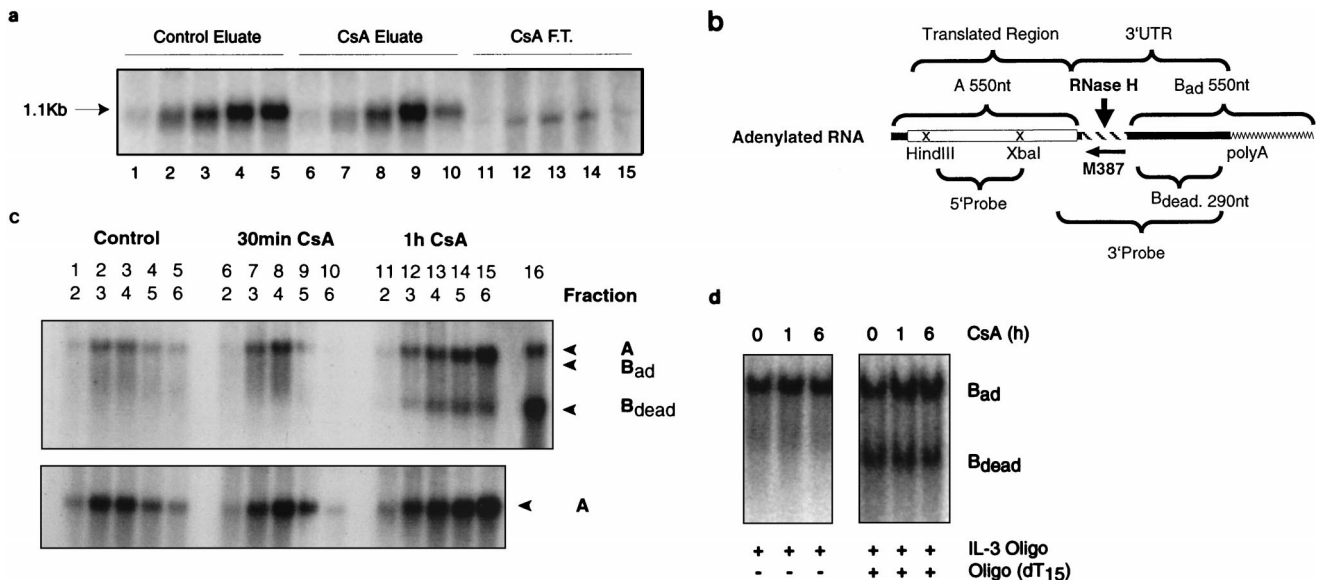 a
Control Eluate CsA Eluate CsA F.T.
1.1Kb
1 2 3 4 5 6 7 8 9 10 11 12 13 14 15
b
Translated Region 3'UTR
A 550nt RNase H Bad 550nt
Adenylated RNA
X X
HindIII XbaI M387 polyA
5'Probe Bdead. 290nt
3'Probe
c
Control 30min CsA 1h CsA
1 2 3 4 5 6 7 8 9 10 11 12 13 14 15 16
2 3 4 5 6 2 3 4 5 6 2 3 4 5 6 Fraction
A
Bad
Bdead
A
d
0 1 6 0 1 6 CsA (h)
Bad
Bdead
+ + + + + + IL-3 Oligo
- - - + + + Oligo (dT15)